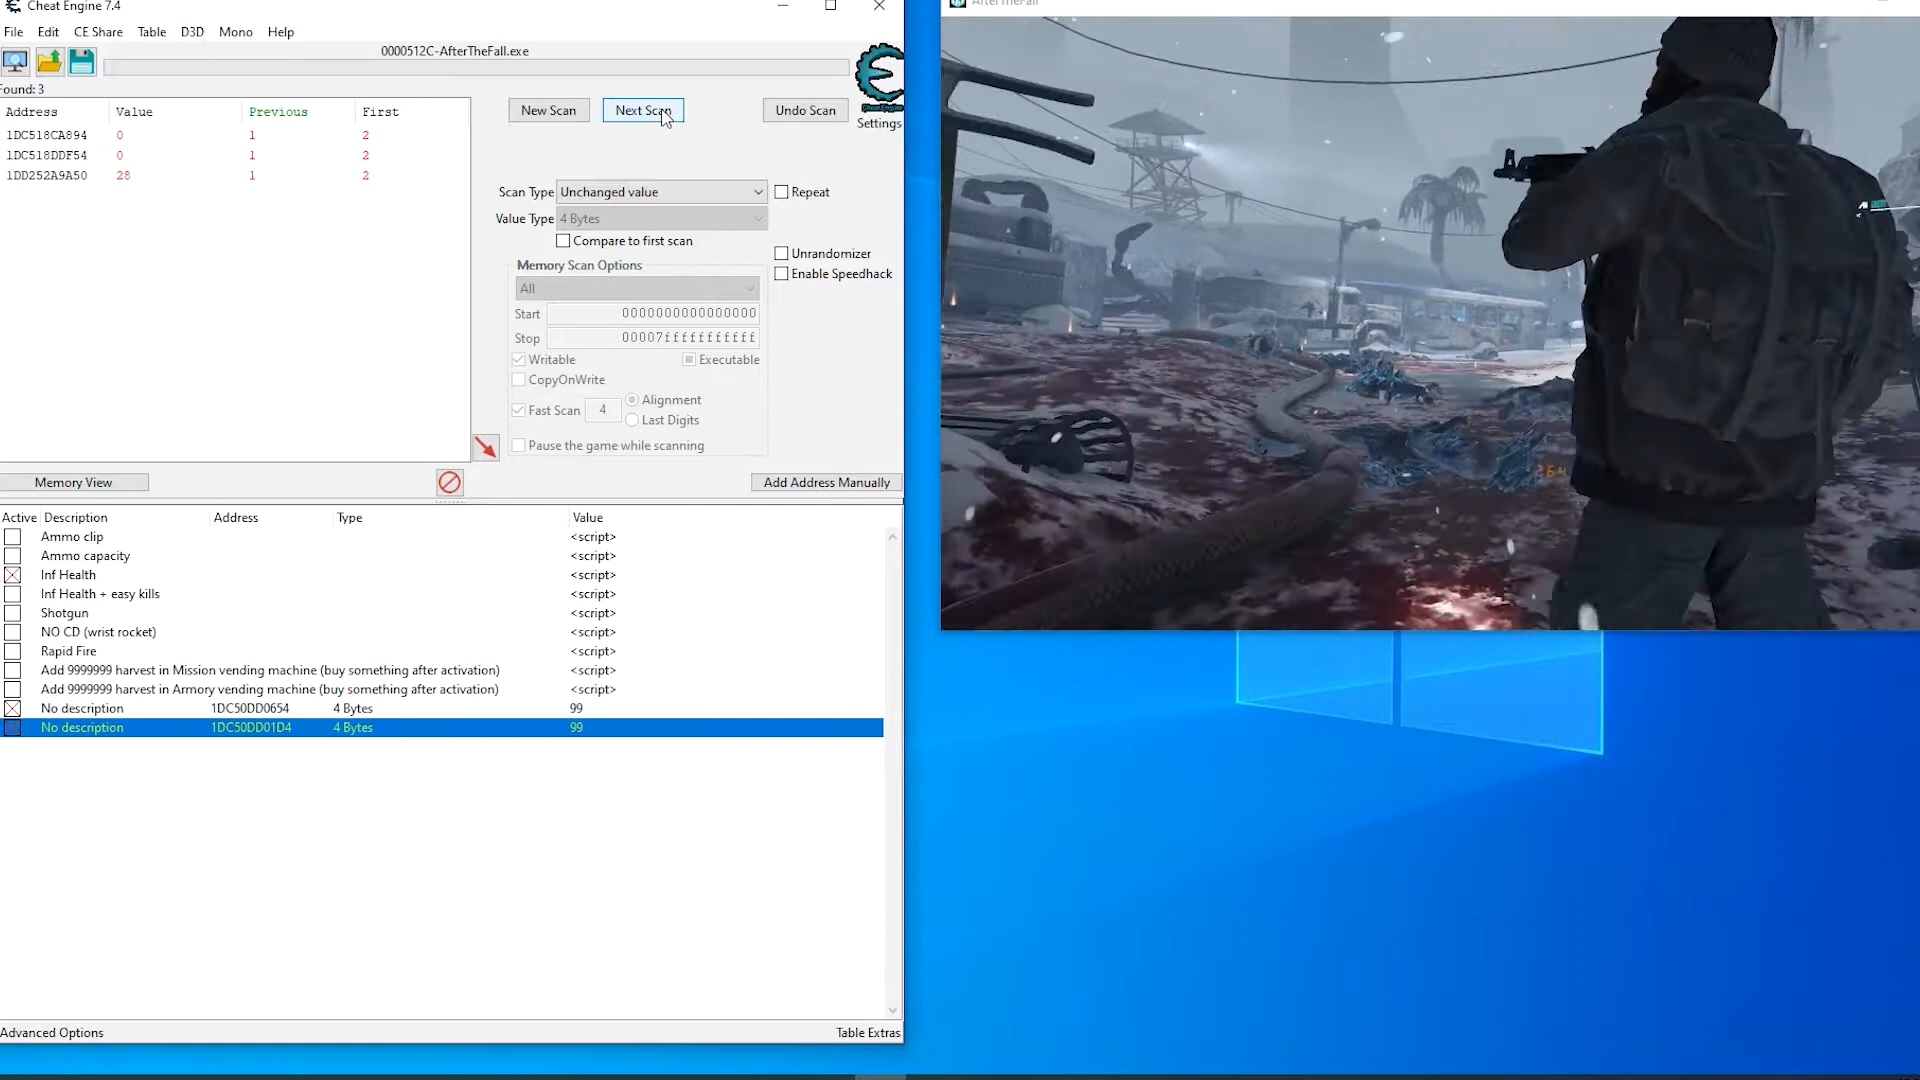 Cheat Engine 7.4
File Edit CE Share Table D3D Mono Help
0000512C-AfterTheFall.exe
Found: 3
Address Value Previous First
1DC518CA894 0 1 2
1DC518DDF54 0 1 2
1DD252A9A50 28 1 2
New Scan Next Scan Undo Scan
Cheat Engine
Settings
Scan Type Unchanged value Repeat
Value Type 4 Bytes
Compare to first scan
Unrandomizer
Memory Scan Options
Enable Speedhack
All
Start 0000000000000000
Stop 00007fffffffffff
Writable Executable
CopyOnWrite
Fast Scan 4 Alignment
Last Digits
Pause the game while scanning
Memory View Add Address Manually
Active Description Address Type Value
Ammo clip <script>
Ammo capacity <script>
Inf Health <script>
Inf Health + easy kills <script>
Shotgun <script>
NO CD (wrist rocket) <script>
Rapid Fire <script>
Add 9999999 harvest in Mission vending machine (buy something after activation) <script>
Add 9999999 harvest in Armory vending machine (buy something after activation) <script>
No description 1DC50DD0654 4 Bytes 99
No description 1DC50DD01D4 4 Bytes 99
Advanced Options Table Extras
AfterTheFall